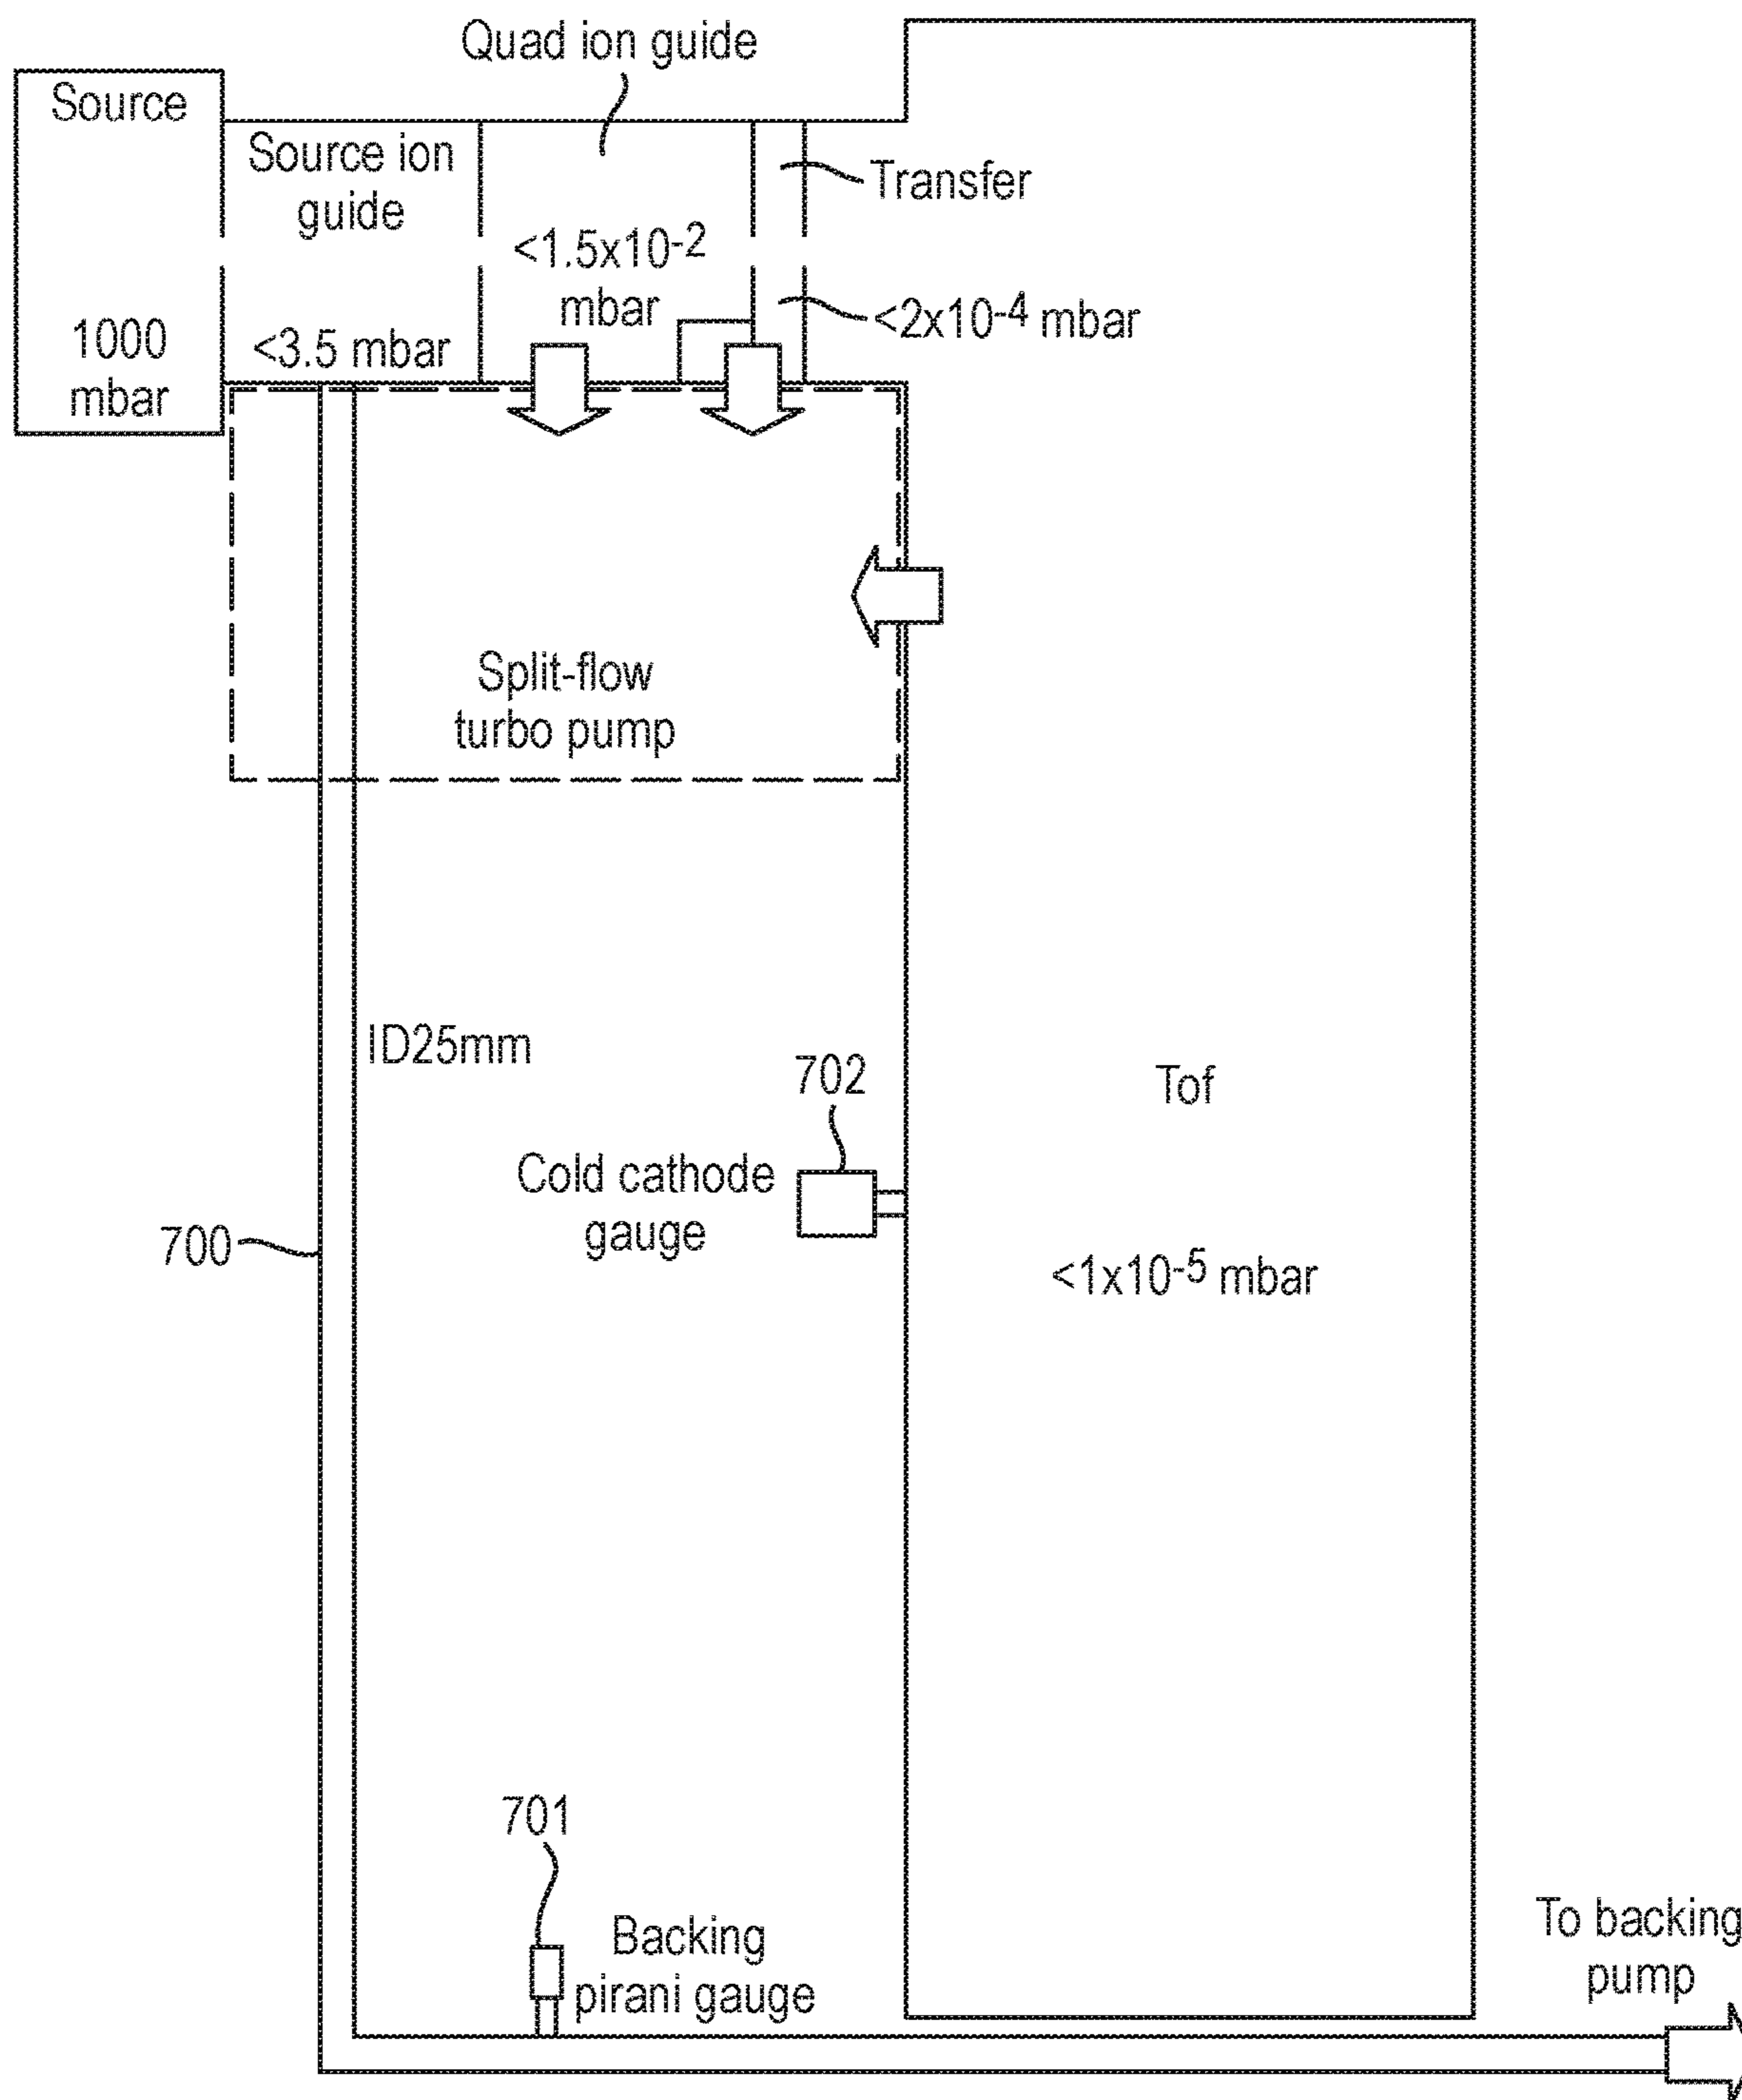 Quad ion guide
Source
Source ion
guide
Transfer
<1.5x10-2
mbar
<2x10-4 mbar
1000
mbar
<3.5 mbar
Split-flow
turbo pump
ID25mm
702
Tof
Cold cathode
gauge
700
<1x10-5 mbar
701
Backing
pirani gauge
To backing
pump